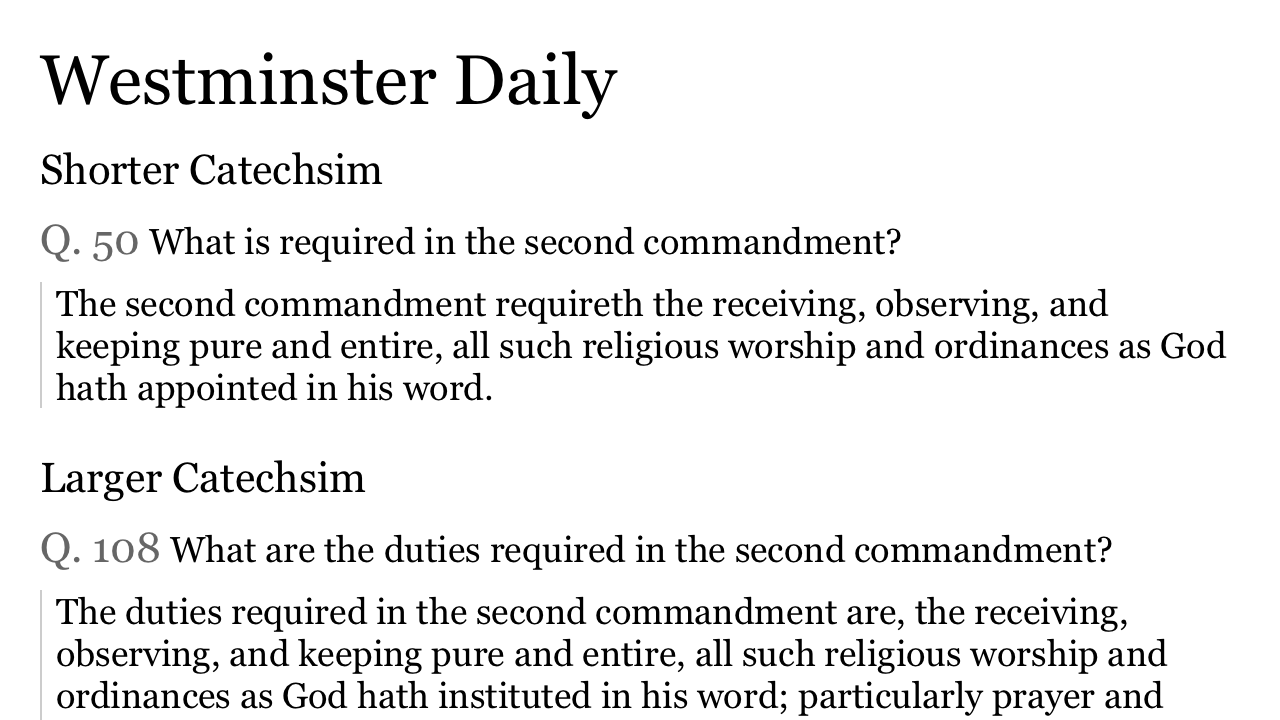 Westminster Daily
Shorter Catechsim
Q. 50 What is required in the second commandment?
The second commandment requireth the receiving, observing, and
keeping pure and entire, all such religious worship and ordinances as God
hath appointed in his word.
Larger Catechsim
Q. 108 What are the duties required in the second commandment?
The duties required in the second commandment are, the receiving,
observing, and keeping pure and entire, all such religious worship and
ordinances as God hath instituted in his word; particularly prayer and